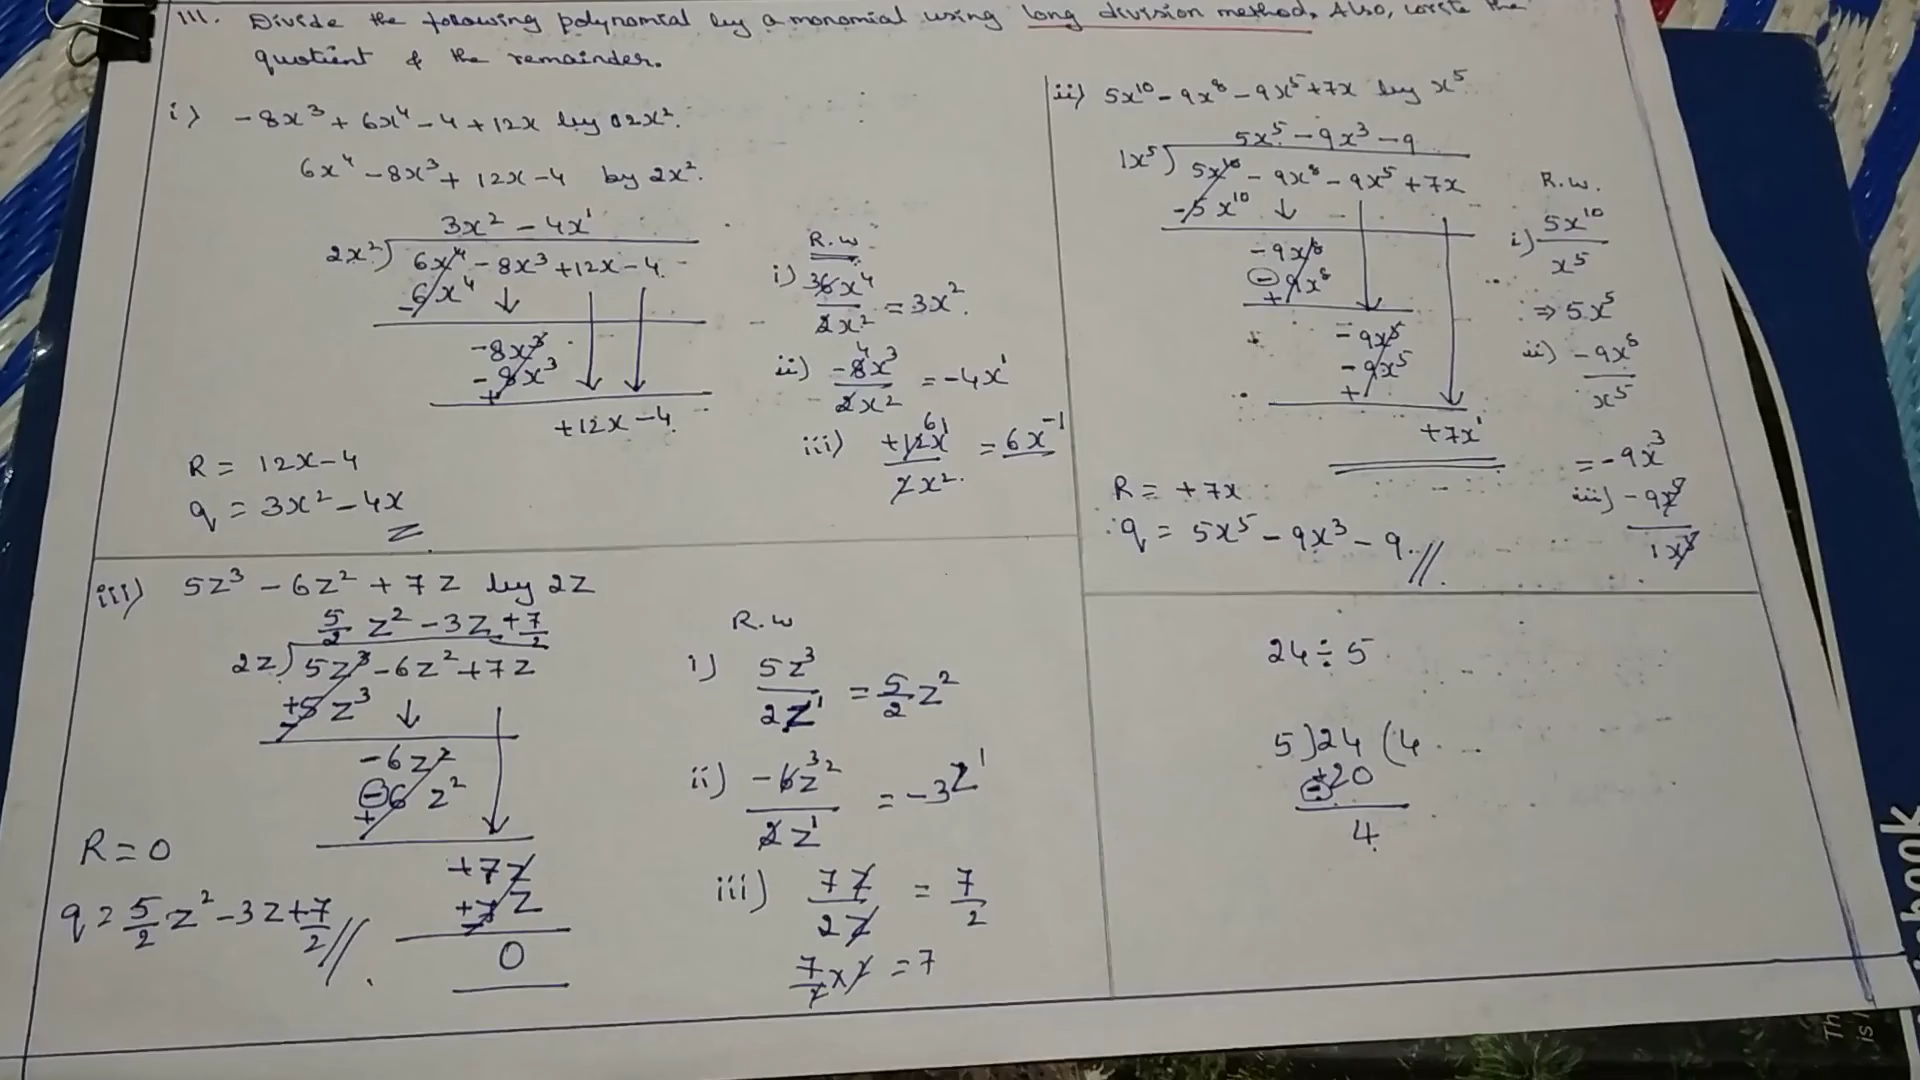 III. Divide the following polynomial by a monomial using long division method. Also, write the
quotient & the remainder.
i) -8x³ + 6x⁴ - 4 + 12x by 2x².
6x⁴ - 8x³ + 12x - 4 by 2x².
3x² - 4x¹
2x²) 6x⁴ - 8x³ + 12x - 4
- 6x⁴ ↓
-8x³
- 8x³
+
+12x - 4
R = 12x - 4
q = 3x² - 4x
R.W
i) 36x⁴ / 2x² = 3x².
ii) -8⁴x³ / 2x² = -4x¹
iii) +12⁶x¹ / 2x². = 6x⁻¹
ii) 5x¹⁰ - 9x⁸ - 9x⁵ + 7x by x⁵
5x⁵ - 9x³ - 9
1x⁵) 5x¹⁰ - 9x⁸ - 9x⁵ + 7x
-5x¹⁰ ↓
-9x⁸
- 9x⁸
+
-9x⁵
-9x⁵
+
+7x¹
R = +7x
q = 5x⁵ - 9x³ - 9 //.
R.W.
i) 5x¹⁰ / x⁵
⇒ 5x⁵
ii) -9x⁸ / x⁵
= -9x³
iii) -9x⁵ / 1x⁵
iii) 5z³ - 6z² + 7z by 2z
5/2 z² - 3z + 7/2
2z) 5z³ - 6z² + 7z
+5z³ ↓
-
-6z²
- 6z²
+
+7z
+7z
-
0
R = 0
q = 5/2 z² - 3z + 7/2 //.
R.W
i) 5z³ / 2z¹ = 5/2 z²
ii) -6³z² / 2z¹ = -3z¹
iii) 7z / 2z = 7/2
7/2 × 2 = 7
24 ÷ 5
5) 24 (4
+20
-
4